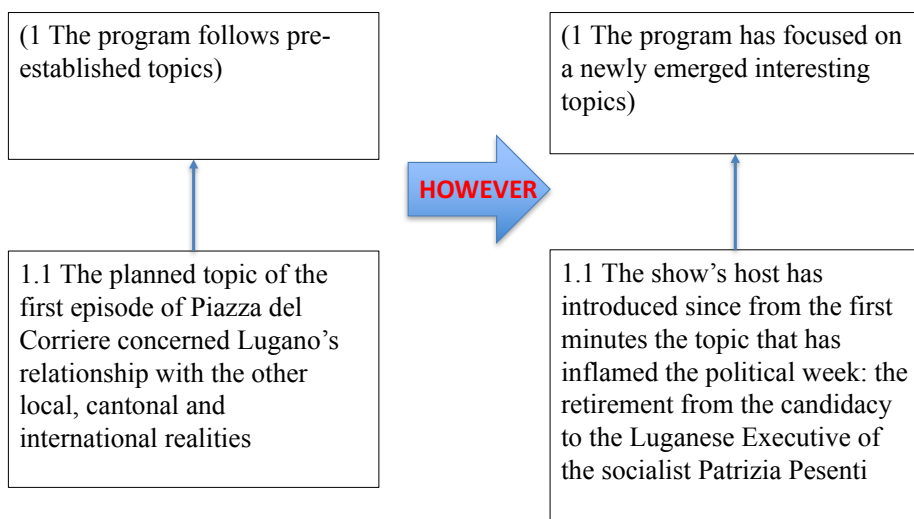 (1 The program follows pre-
established topics)
(1 The program has focused on
a newly emerged interesting
topics)
HOWEVER
1.1 The planned topic of the
first episode of Piazza del
Corriere concerned Lugano’s
relationship with the other
local, cantonal and
international realities
1.1 The show’s host has
introduced since from the first
minutes the topic that has
inflamed the political week: the
retirement from the candidacy
to the Luganese Executive of
the socialist Patrizia Pesenti